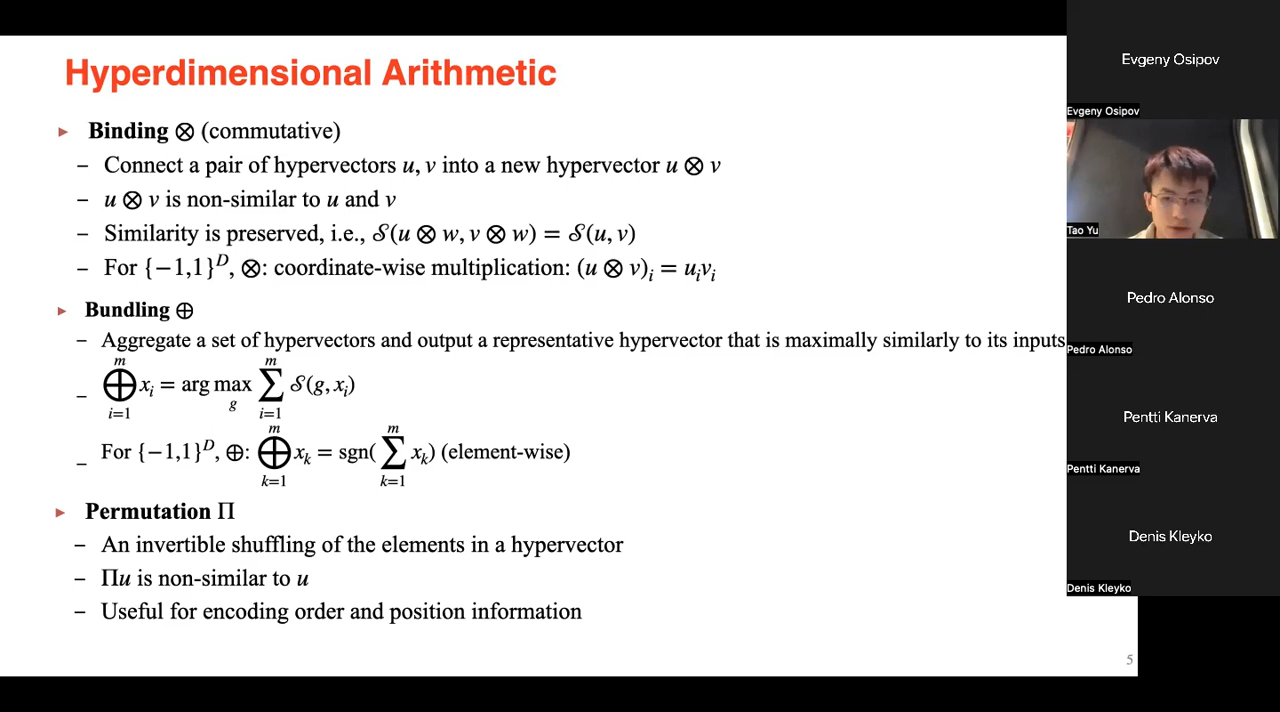 Hyperdimensional Arithmetic
▸ Binding ⊗ (commutative)
– Connect a pair of hypervectors u, v into a new hypervector u ⊗ v
– u ⊗ v is non-similar to u and v
– Similarity is preserved, i.e., 𝒮(u ⊗ w, v ⊗ w) = 𝒮(u, v)
– For {−1,1}^D, ⊗: coordinate-wise multiplication: (u ⊗ v)_i = u_i v_i
▸ Bundling ⊕
– Aggregate a set of hypervectors and output a representative hypervector that is maximally similarly to its inputs
– ⊕_{i=1}^{m} x_i = arg max_g ∑_{i=1}^{m} 𝒮(g, x_i)
– For {−1,1}^D, ⊕: ⊕_{k=1}^{m} x_k = sgn(∑_{k=1}^{m} x_k) (element-wise)
▸ Permutation Π
– An invertible shuffling of the elements in a hypervector
– Πu is non-similar to u
– Useful for encoding order and position information
5
Evgeny Osipov
Evgeny Osipov
Tao Yu
Pedro Alonso
Pedro Alonso
Pentti Kanerva
Pentti Kanerva
Denis Kleyko
Denis Kleyko